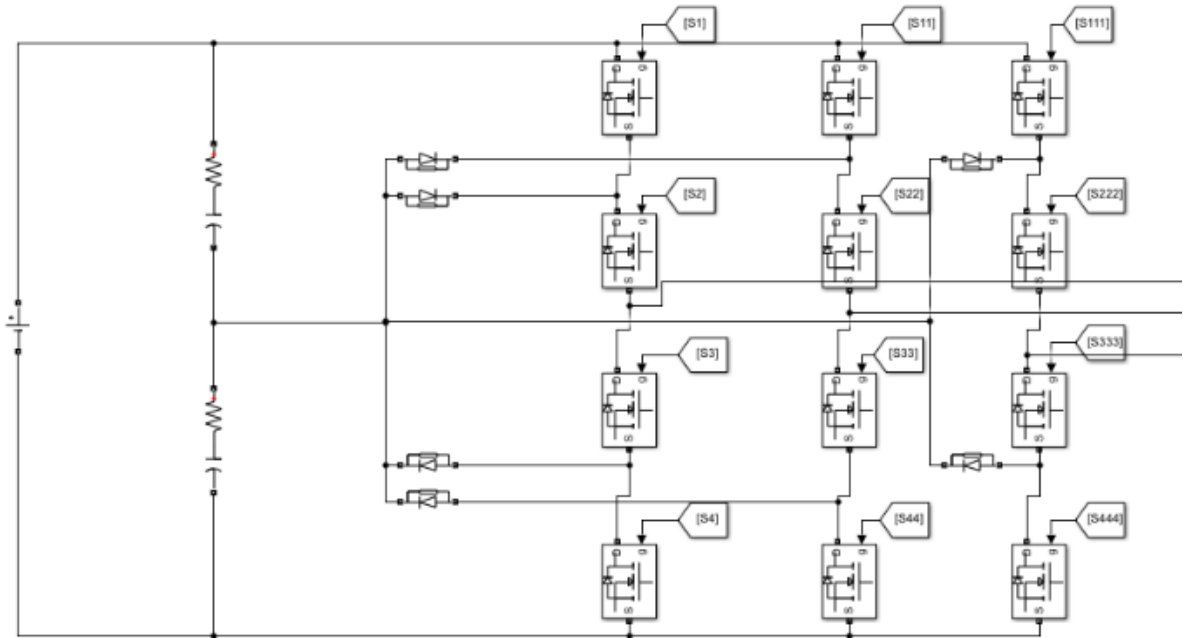 [S1] [S11] [S111]
D g D g D g
S S S
[S2] [S22] [S222]
D g D g D g
S S S
[S3] [S33] [S333]
D g D g D g
S S S
[S4] [S44] [S444]
D g D g D g
S S S